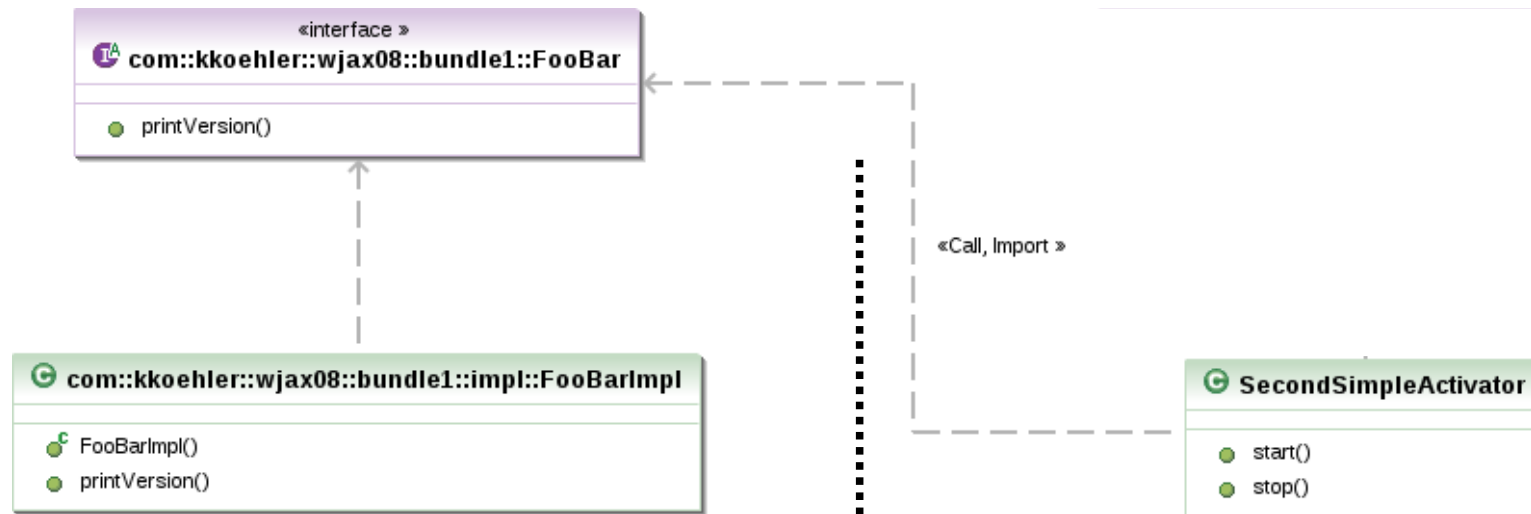 «interface »
com::kkoehler::wjax08::bundle1::FooBar
printVersion()
«Call, Import »
com::kkoehler::wjax08::bundle1::impl::FooBarImpl
FooBarImpl()
printVersion()
SecondSimpleActivator
start()
stop()